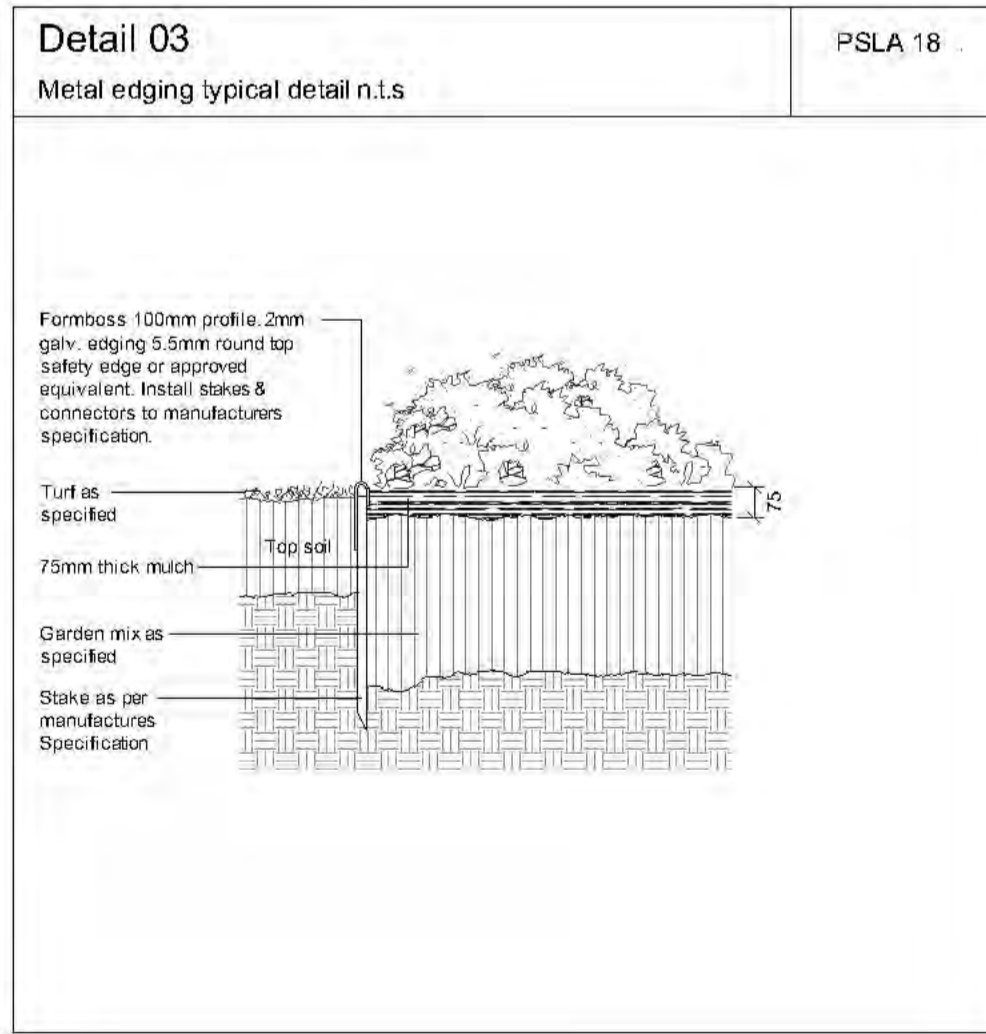 Detail 03
PSLA 18
Metal edging typical detail n.t.s
Formboss 100mm profile. 2mm
galv. edging 5.5mm round top
safety edge or approved
equivalent. Install stakes &
connectors to manufacturers
specification.
Turf as
specified
75
Top soil
75mm thick mulch
Garden mix as
specified
Stake as per
manufactures
Specification